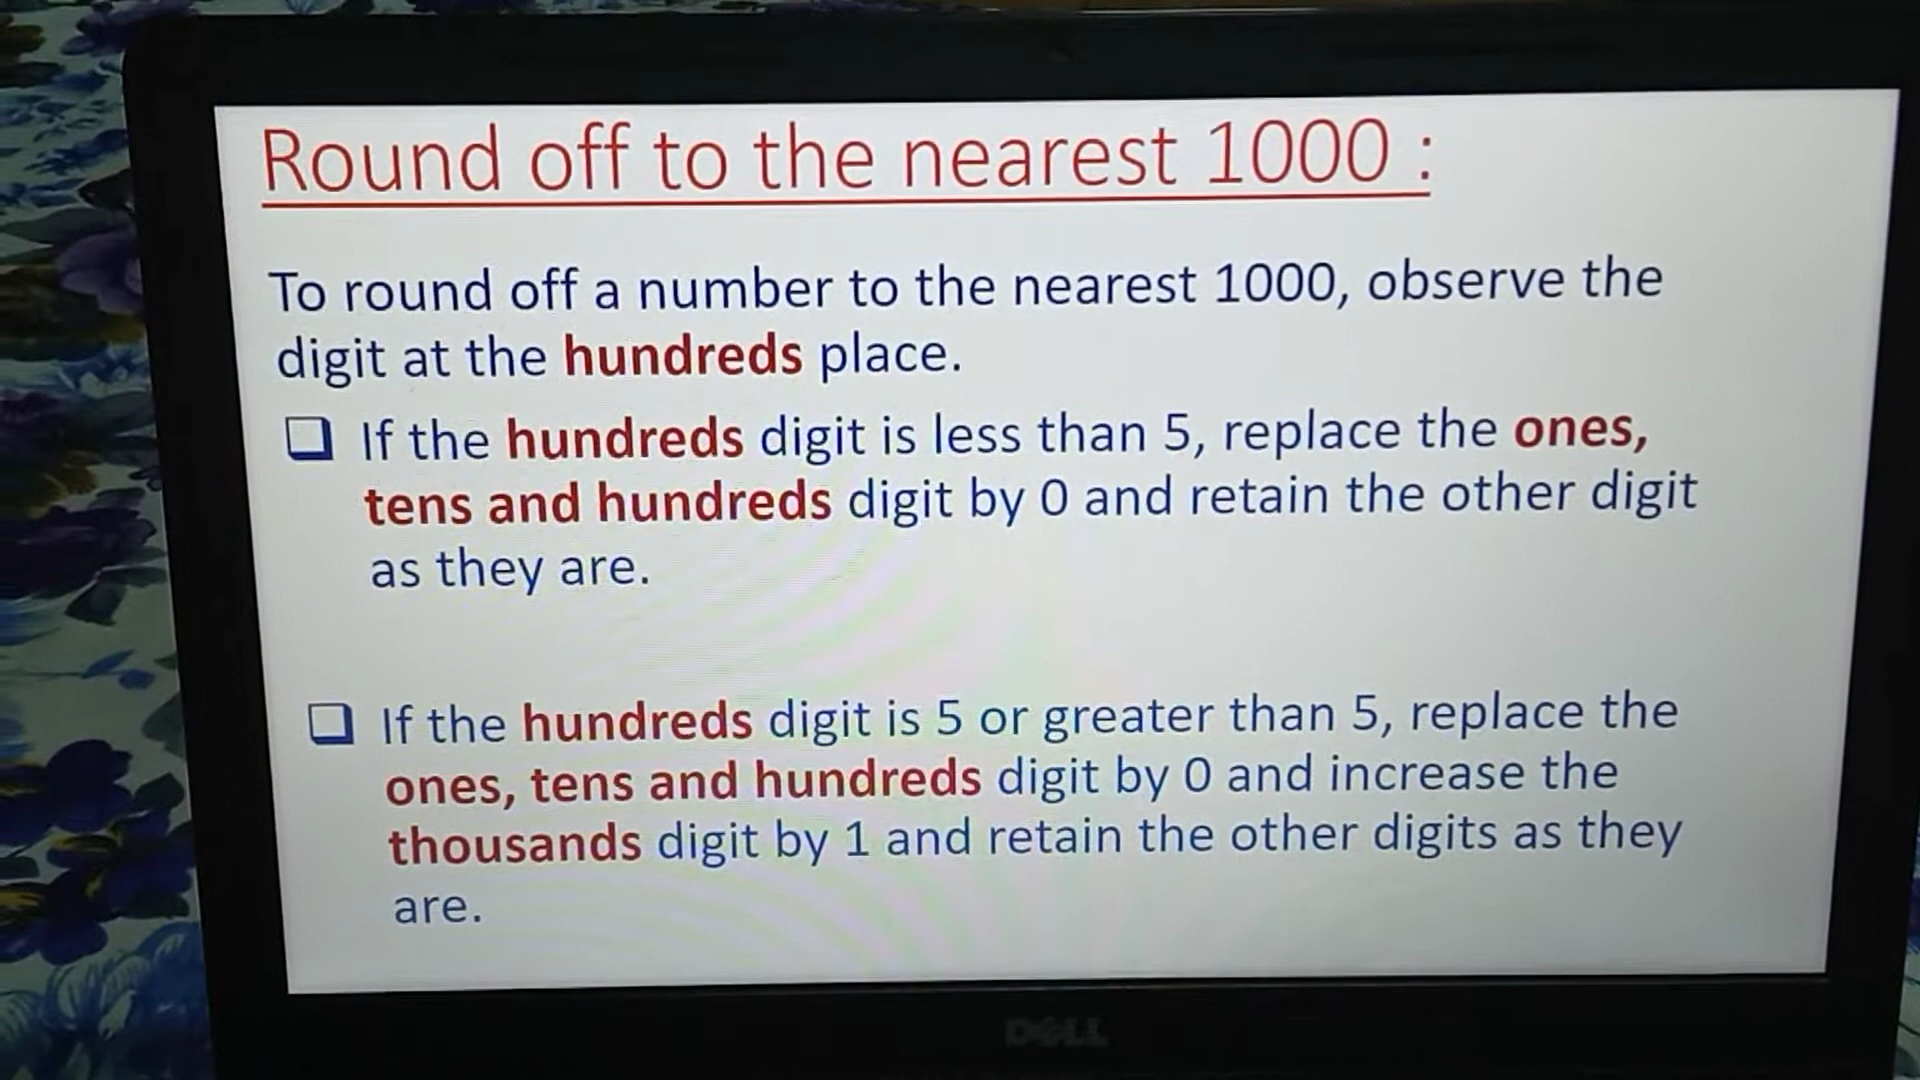 Round off to the nearest 1000 :
To round off a number to the nearest 1000, observe the
digit at the hundreds place.
If the hundreds digit is less than 5, replace the ones,
tens and hundreds digit by 0 and retain the other digit
as they are.
If the hundreds digit is 5 or greater than 5, replace the
ones, tens and hundreds digit by 0 and increase the
thousands digit by 1 and retain the other digits as they
are.
DELL